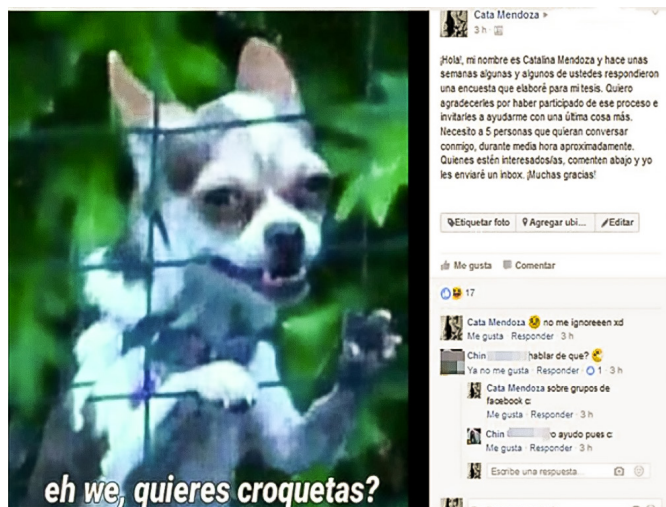 eh we, quieres croquetas?
Cata Mendoza ▸
3 h ·
¡Hola!, mi nombre es Catalina Mendoza y hace unas
semanas algunas y algunos de ustedes respondieron
una encuesta que elaboré para mi tesis. Quiero
agradecerles por haber participado de ese proceso e
invitarles a ayudarme con una última cosa más.
Necesito a 5 personas que quieran conversar
conmigo, durante media hora aproximadamente.
Quienes estén interesados/as, comenten abajo y yo
les enviaré un inbox. ¡Muchas gracias!
Etiquetar foto Agregar ubi... Editar
Me gusta Comentar
17
Cata Mendoza no me ignoreeen xd
Me gusta · Responder · 3 h
Chin hablar de que?
Ya no me gusta · Responder · 1 · 3 h
Cata Mendoza sobre grupos de
facebook c:
Me gusta · Responder · 3 h
Chin o ayudo pues c:
Me gusta · Responder · 3 h
Escribe una respuesta...